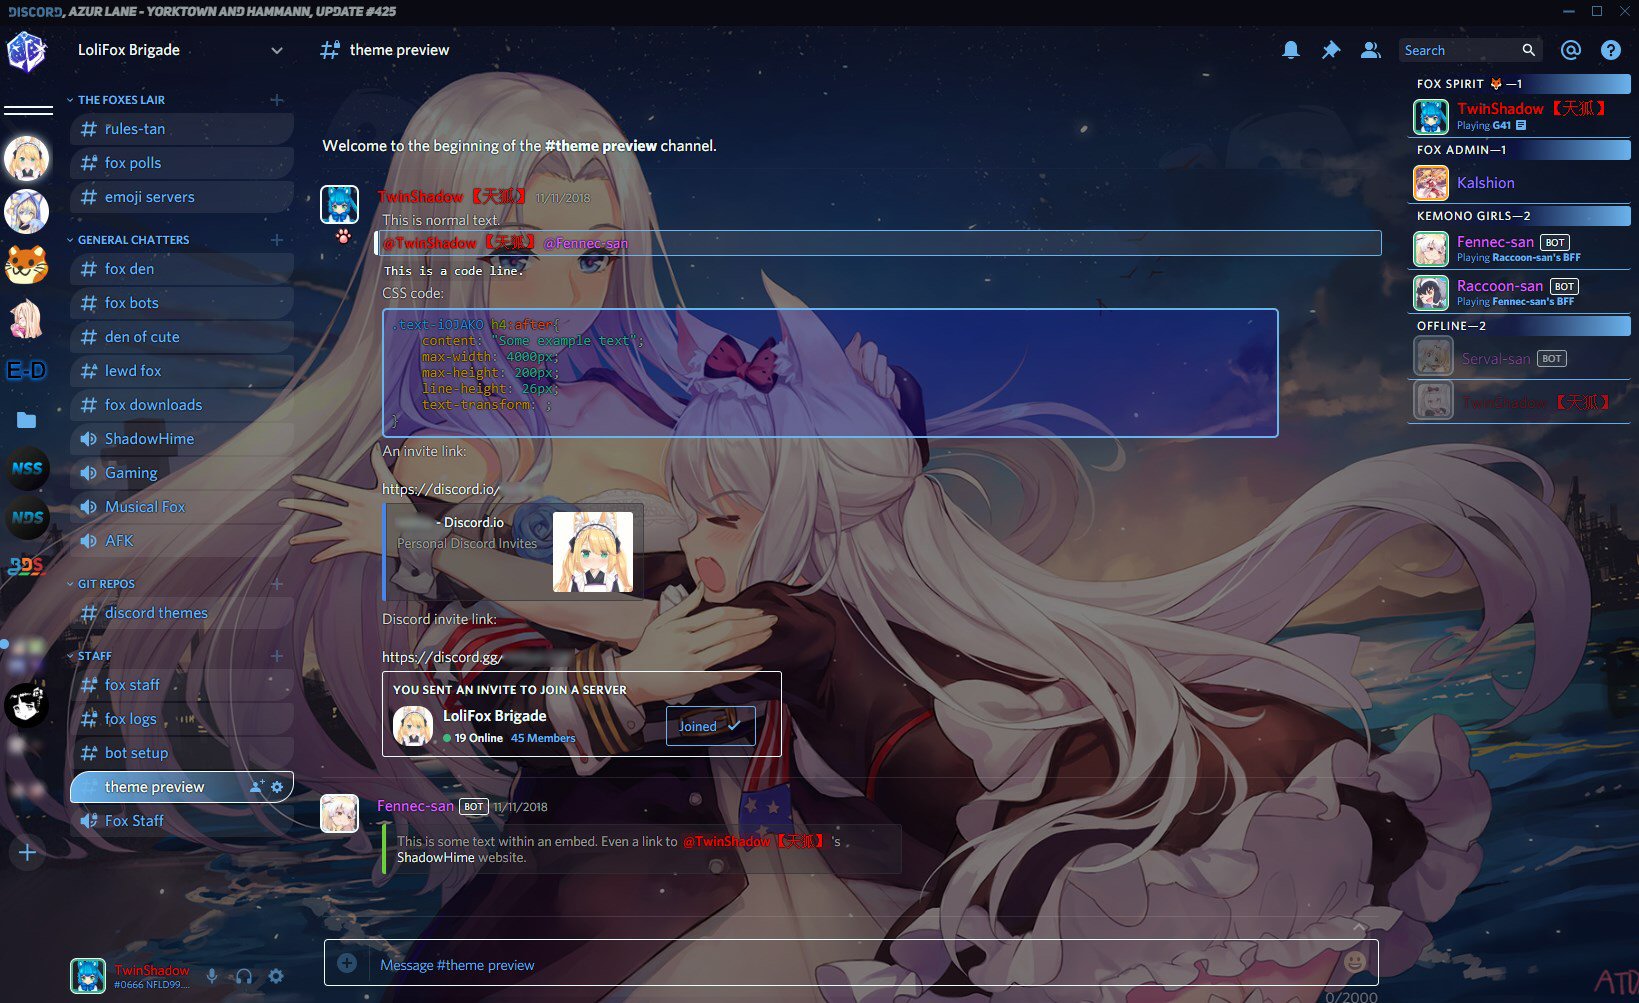 DISCORD, AZUR LANE - YORKTOWN AND HAMMANN, UPDATE #425
LoliFox Brigade
theme preview
Search
THE FOXES LAIR
rules-tan
fox polls
emoji servers
GENERAL CHATTERS
fox den
fox bots
den of cute
lewd fox
fox downloads
ShadowHime
Gaming
Musical Fox
AFK
GIT REPOS
discord themes
STAFF
fox staff
fox logs
bot setup
theme preview
Fox Staff
E-D
NSS
NDS
BDS
TwinShadow
#0666 NFLD99....
Welcome to the beginning of the #theme preview channel.
TwinShadow【天狐】 11/11/2018
This is normal text.
@TwinShadow【天狐】 @Fennec-san
This is a code line.
CSS code:
.text-iOJAKO h4:after{
content: "Some example text";
max-width: 4000px;
max-height: 200px;
line-height: 26px;
text-transform: ;
}
An invite link:
https://discord.io/
- Discord.io
Personal Discord Invites
Discord invite link:
https://discord.gg/
YOU SENT AN INVITE TO JOIN A SERVER
LoliFox Brigade
19 Online 45 Members
Joined
Fennec-san BOT 11/11/2018
This is some text within an embed. Even a link to @TwinShadow【天狐】's
ShadowHime website.
Message #theme preview
0/2000
FOX SPIRIT 🦊—1
TwinShadow【天狐】
Playing G41
FOX ADMIN—1
Kalshion
KEMONO GIRLS—2
Fennec-san BOT
Playing Raccoon-san's BFF
Raccoon-san BOT
Playing Fennec-san's BFF
OFFLINE—2
Serval-san BOT
TwinShadow【天狐】
ATD